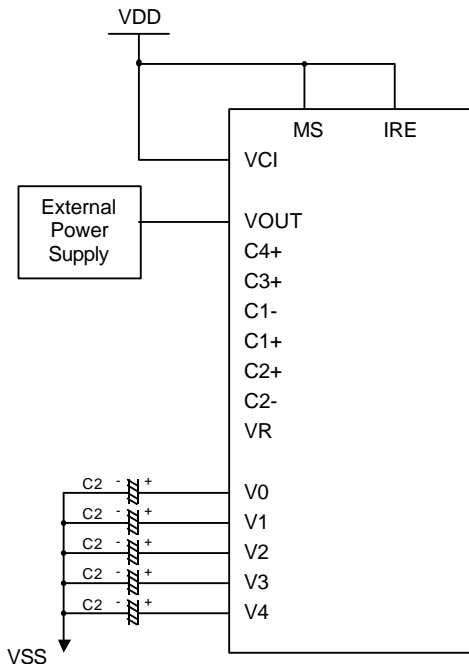 VDD
MS IRE
VCI
External
Power
Supply
VOUT
C4+
C3+
C1-
C1+
C2+
C2-
VR
C2 - + V0
C2 - + V1
C2 - + V2
C2 - + V3
C2 - + V4
VSS